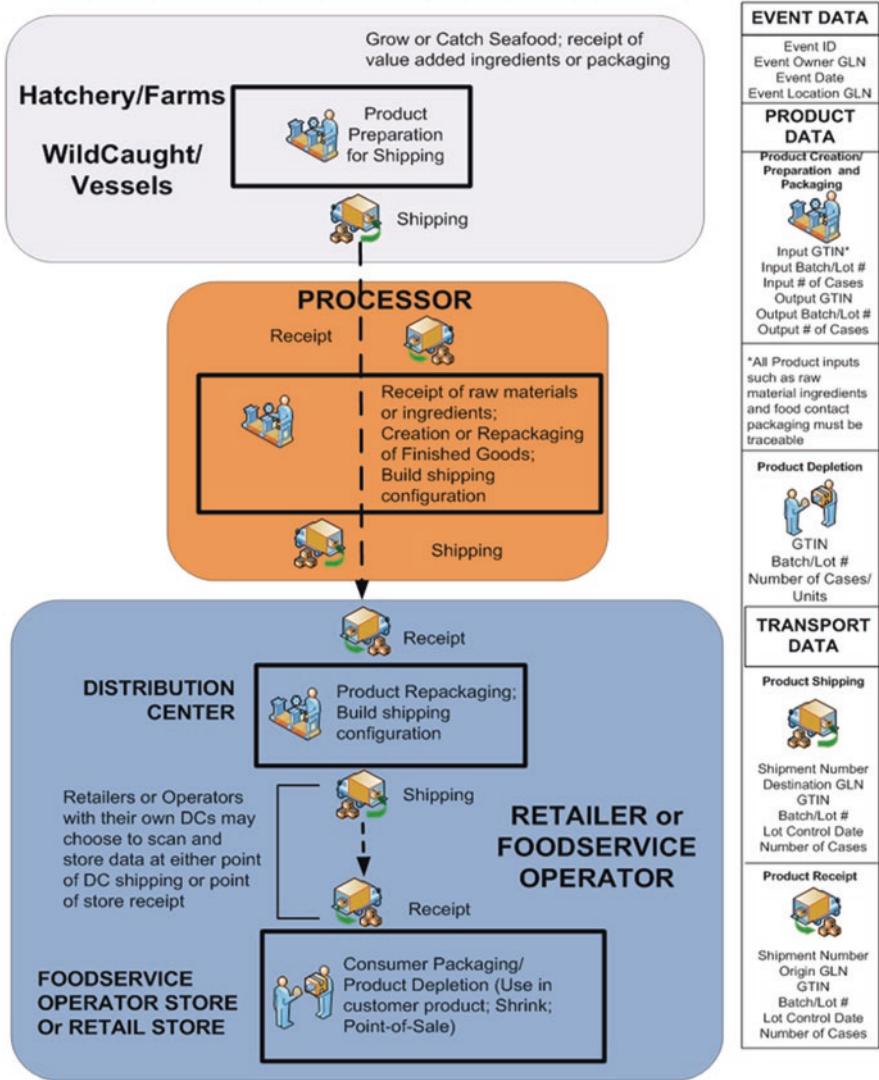 Grow or Catch Seafood; receipt of
value added ingredients or packaging
Hatchery/Farms
WildCaught/
Vessels
Product
Preparation
for Shipping
Shipping
PROCESSOR
Receipt
Receipt of raw materials
or ingredients;
Creation or Repackaging
of Finished Goods;
Build shipping
configuration
Shipping
Receipt
DISTRIBUTION
CENTER
Product Repackaging;
Build shipping
configuration
Retailers or Operators
with their own DCs may
choose to scan and
store data at either point
of DC shipping or point
of store receipt
Shipping
RETAILER or
FOODSERVICE
OPERATOR
Receipt
FOODSERVICE
OPERATOR STORE
Or RETAIL STORE
Consumer Packaging/
Product Depletion (Use in
customer product; Shrink;
Point-of-Sale)
EVENT DATA
Event ID
Event Owner GLN
Event Date
Event Location GLN
PRODUCT
DATA
Product Creation/
Preparation and
Packaging
Input GTIN*
Input Batch/Lot #
Input # of Cases
Output GTIN
Output Batch/Lot #
Output # of Cases
*All Product inputs
such as raw
material ingredients
and food contact
packaging must be
traceable
Product Depletion
GTIN
Batch/Lot #
Number of Cases/
Units
TRANSPORT
DATA
Product Shipping
Shipment Number
Destination GLN
GTIN
Batch/Lot #
Lot Control Date
Number of Cases
Product Receipt
Shipment Number
Origin GLN
GTIN
Batch/Lot #
Lot Control Date
Number of Cases